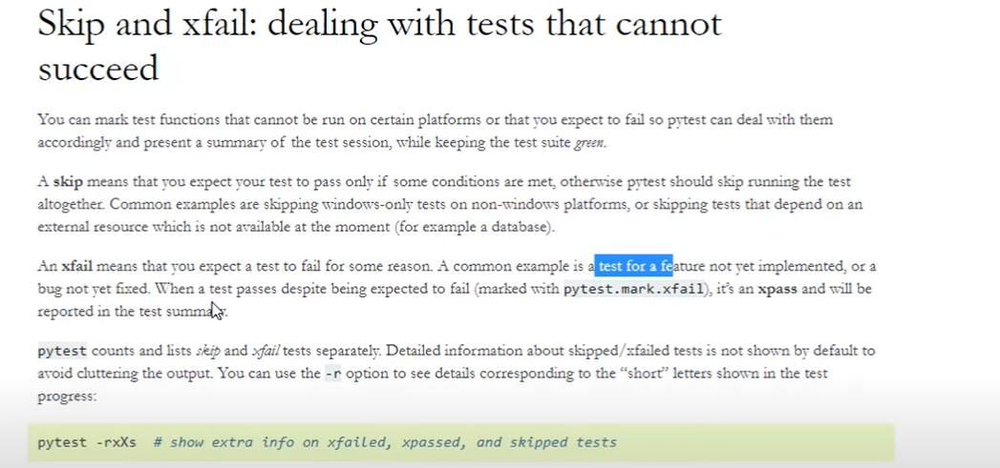 Skip and xfail: dealing with tests that cannot
succeed
You can mark test functions that cannot be run on certain platforms or that you expect to fail so pytest can deal with them
accordingly and present a summary of the test session, while keeping the test suite green.
A skip means that you expect your test to pass only if some conditions are met, otherwise pytest should skip running the test
altogether. Common examples are skipping windows-only tests on non-windows platforms, or skipping tests that depend on an
external resource which is not available at the moment (for example a database).
An xfail means that you expect a test to fail for some reason. A common example is a test for a feature not yet implemented, or a
bug not yet fixed. When a test passes despite being expected to fail (marked with pytest.mark.xfail), it's an xpass and will be
reported in the test summary.
pytest counts and lists skip and xfail tests separately. Detailed information about skipped/xfailed tests is not shown by default to
avoid cluttering the output. You can use the -r option to see details corresponding to the “short” letters shown in the test
progress:
pytest -rxXs # show extra info on xfailed, xpassed, and skipped tests